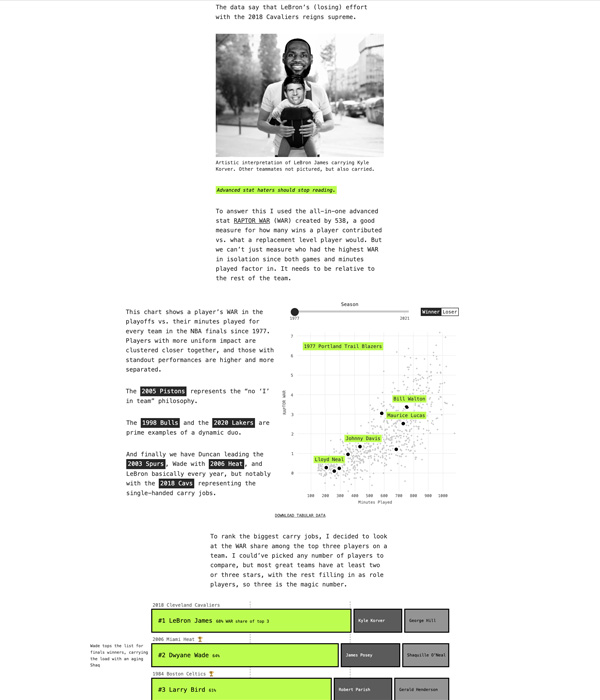 The data say that LeBron's (losing) effort
with the 2018 Cavaliers reigns supreme.
Artistic interpretation of LeBron James carrying Kyle
Korver. Other teammates not pictured, but also carried.
Advanced stat haters should stop reading.
To answer this I used the all-in-one advanced
stat RAPTOR WAR (WAR) created by 538, a good
measure for how many wins a player contributed
vs. what a replacement level player would. But
we can't just measure who had the highest WAR
in isolation since both games and minutes
played factor in. It needs to be relative to
the rest of the team.
This chart shows a player's WAR in the
playoffs vs. their minutes played for
every team in the NBA finals since 1977.
Players with more uniform impact are
clustered closer together, and those with
standout performances are higher and more
separated.
The 2005 Pistons represents the "no 'I'
in team" philosophy.
The 1998 Bulls and the 2020 Lakers are
prime examples of a dynamic duo.
And finally we have Duncan leading the
2003 Spurs, Wade with 2006 Heat, and
LeBron basically every year, but notably
with the 2018 Cavs representing the
single-handed carry jobs.
Season
1977 2021
Winner Loser
7
1977 Portland Trail Blazers
6
5
4
3
2
1
0
RAPTOR WAR
Bill Walton
Maurice Lucas
Johnny Davis
Lloyd Neal
100 200 300 400 500 600 700 800 900 1000
Minutes Played
DOWNLOAD TABULAR DATA
To rank the biggest carry jobs, I decided to look
at the WAR share among the top three players on a
team. I could've picked any number of players to
compare, but most great teams have at least two
or three stars, with the rest filling in as role
players, so three is the magic number.
2018 Cleveland Cavaliers
#1 LeBron James 68% WAR share of top 3 Kyle Korver George Hill
2006 Miami Heat 🏆
Wade tops the list for
finals winners, carrying
the load with an aging
Shaq
#2 Dwyane Wade 64% James Posey Shaquille O'Neal
1984 Boston Celtics 🏆
#3 Larry Bird 61% Robert Parish Gerald Henderson